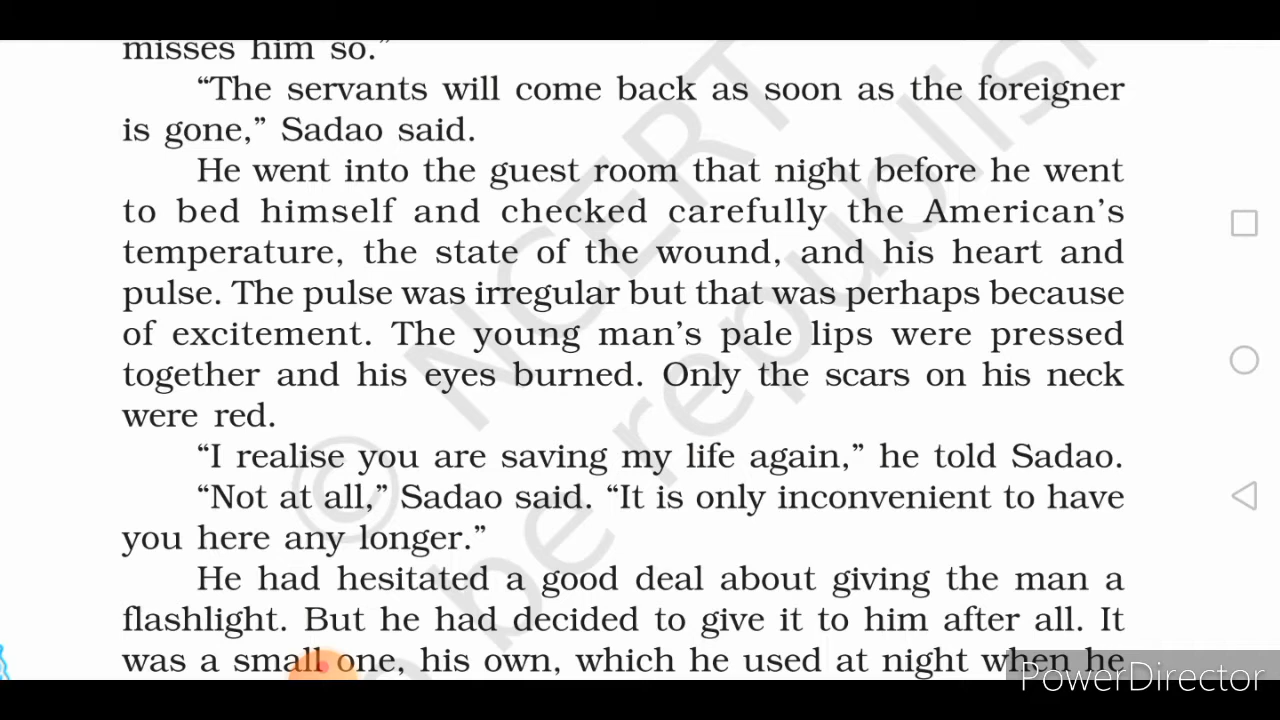 misses him so.”
“The servants will come back as soon as the foreigner
is gone,” Sadao said.
He went into the guest room that night before he went
to bed himself and checked carefully the American’s
temperature, the state of the wound, and his heart and
pulse. The pulse was irregular but that was perhaps because
of excitement. The young man’s pale lips were pressed
together and his eyes burned. Only the scars on his neck
were red.
“I realise you are saving my life again,” he told Sadao.
“Not at all,” Sadao said. “It is only inconvenient to have
you here any longer.”
He had hesitated a good deal about giving the man a
flashlight. But he had decided to give it to him after all. It
was a small one, his own, which he used at night when he
© NCERT
be republis
PowerDirector